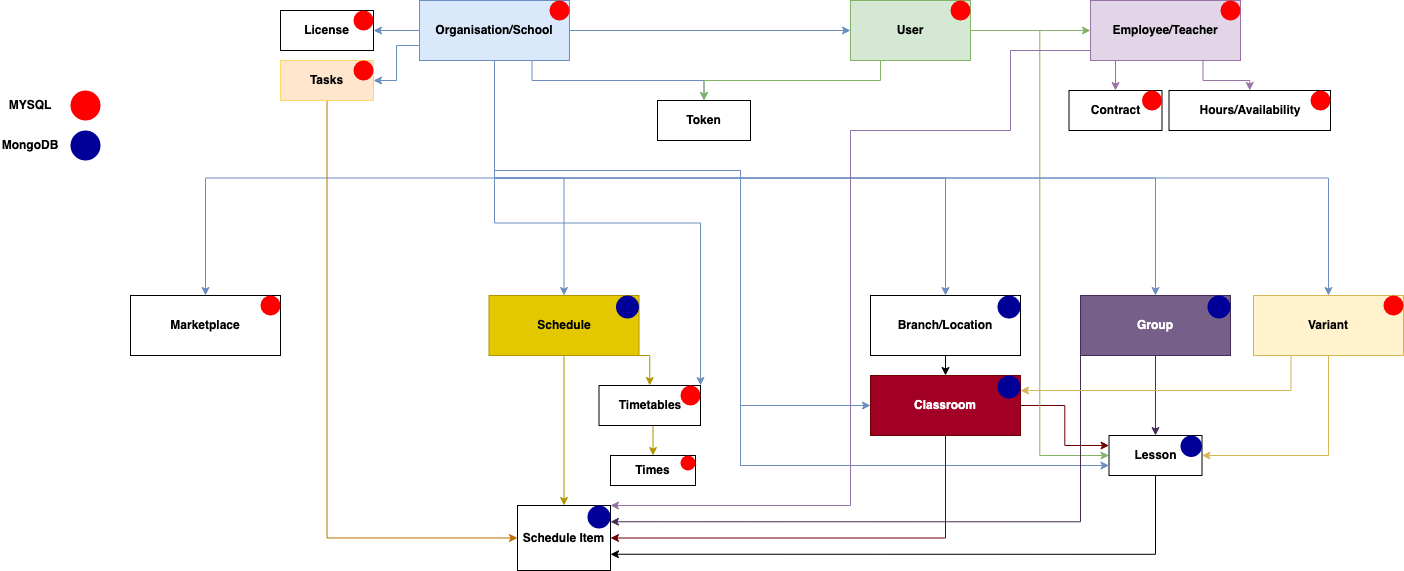 License
Organisation/School
User
Employee/Teacher
Tasks
MYSQL
Token
Contract
Hours/Availability
MongoDB
Marketplace
Schedule
Branch/Location
Group
Variant
Timetables
Classroom
Times
Lesson
Schedule Item